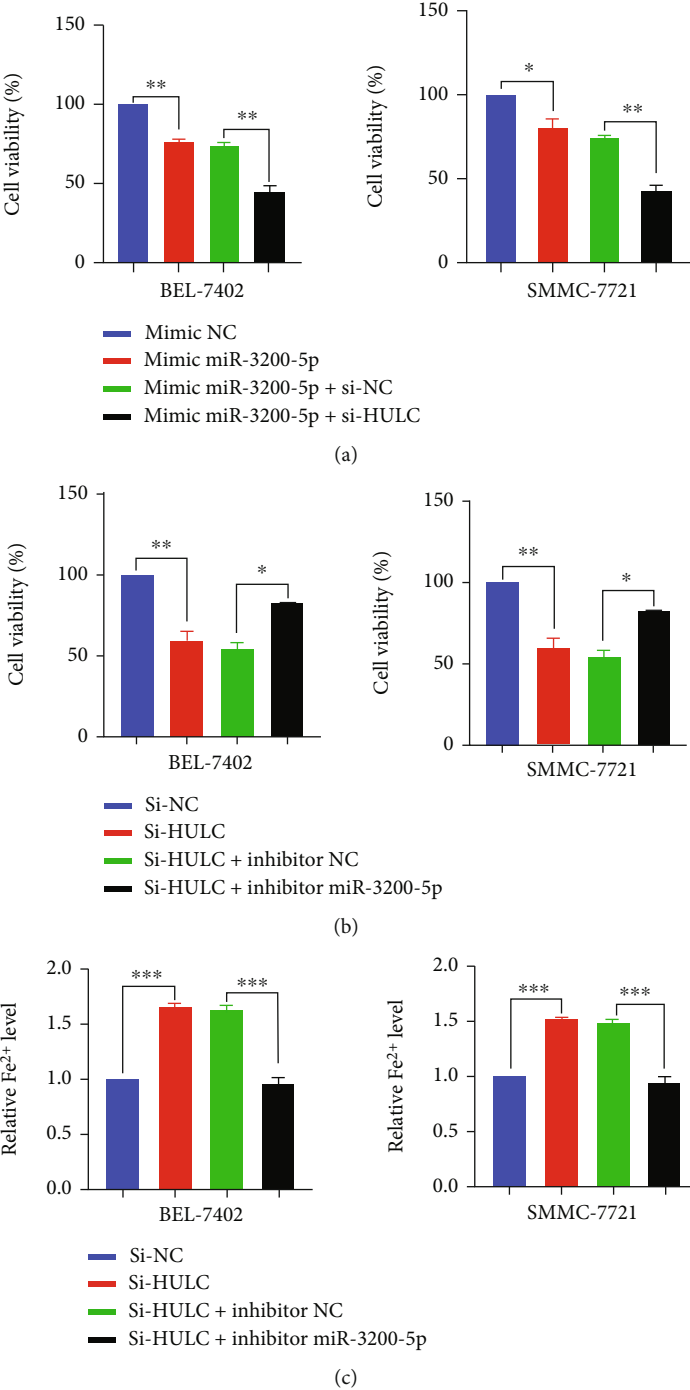 150
100
50
0
Cell viability (%)
**
**
BEL-7402
150
100
50
0
Cell viability (%)
*
**
SMMC-7721
Mimic NC
Mimic miR-3200-5p
Mimic miR-3200-5p + si-NC
Mimic miR-3200-5p + si-HULC
(a)
150
100
50
0
Cell viability (%)
**
*
BEL-7402
150
100
50
0
Cell viability (%)
**
*
SMMC-7721
Si-NC
Si-HULC
Si-HULC + inhibitor NC
Si-HULC + inhibitor miR-3200-5p
(b)
2.0
1.5
1.0
0.5
0.0
Relative Fe²⁺ level
***
***
BEL-7402
2.0
1.5
1.0
0.5
0.0
Relative Fe²⁺ level
***
***
SMMC-7721
Si-NC
Si-HULC
Si-HULC + inhibitor NC
Si-HULC + inhibitor miR-3200-5p
(c)